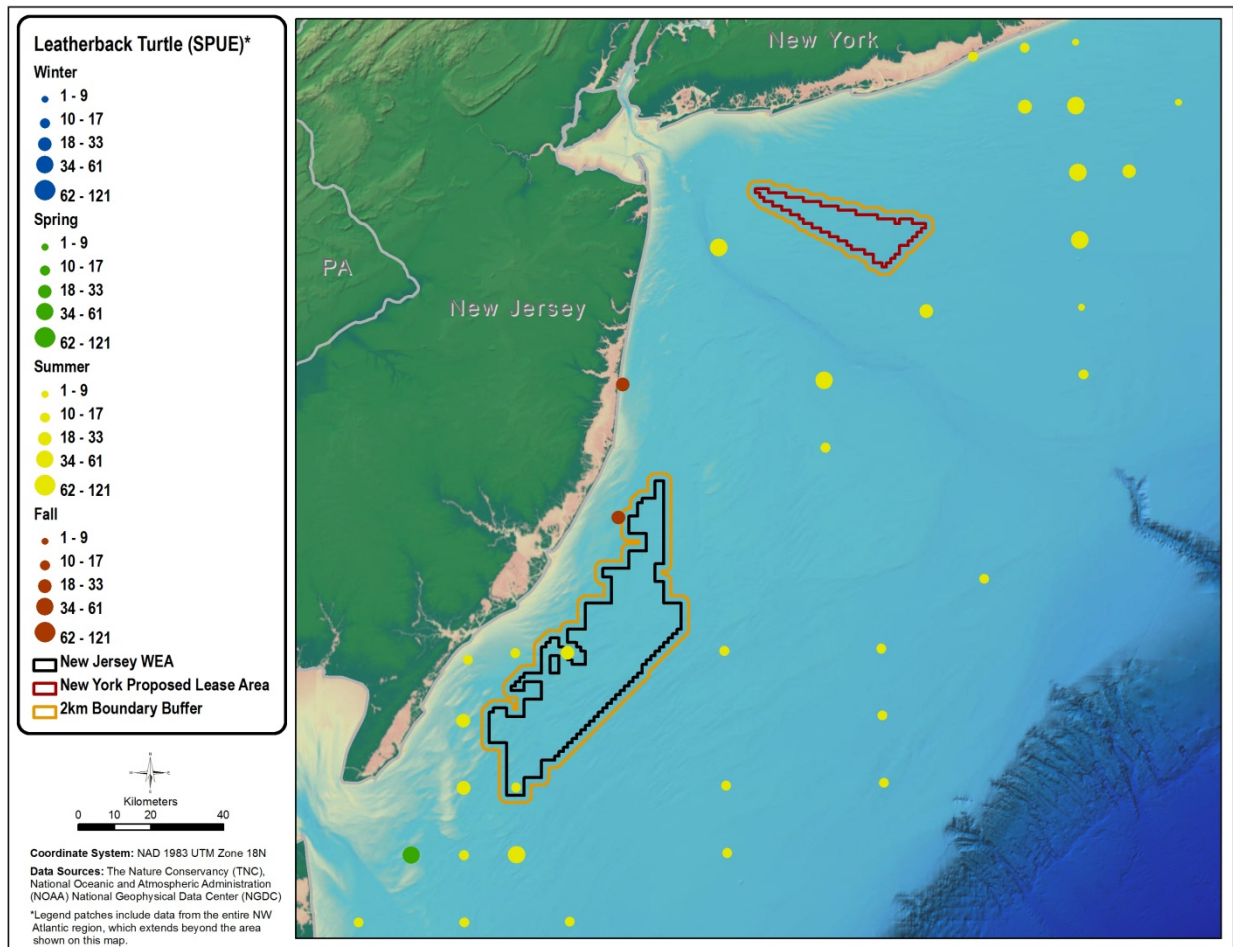 Leatherback Turtle (SPUE)*
Winter
1 - 9
10 - 17
18 - 33
34 - 61
62 - 121
Spring
1 - 9
10 - 17
18 - 33
34 - 61
62 - 121
Summer
1 - 9
10 - 17
18 - 33
34 - 61
62 - 121
Fall
1 - 9
10 - 17
18 - 33
34 - 61
62 - 121
New Jersey WEA
New York Proposed Lease Area
2km Boundary Buffer
N
W
E
S
Kilometers
0 10 20 40
Coordinate System: NAD 1983 UTM Zone 18N
Data Sources: The Nature Conservancy (TNC),
National Oceanic and Atmospheric Administration
(NOAA) National Geophysical Data Center (NGDC)
*Legend patches include data from the entire NW
Atlantic region, which extends beyond the area
shown on this map.
New York
PA
New Jersey